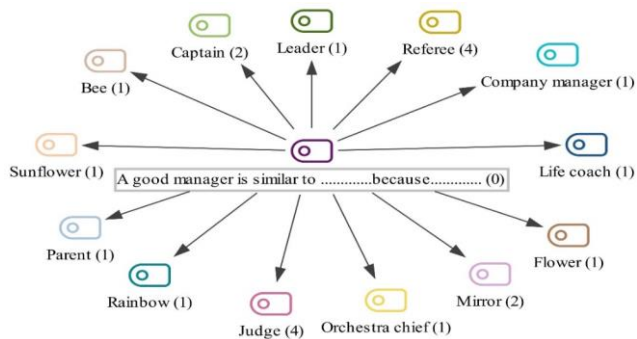 Leader (1)
Captain (2)
Referee (4)
Bee (1)
Company manager (1)
Sunflower (1)
Life coach (1)
A good manager is similar to .............because............. (0)
Parent (1)
Flower (1)
Rainbow (1)
Mirror (2)
Judge (4)
Orchestra chief (1)